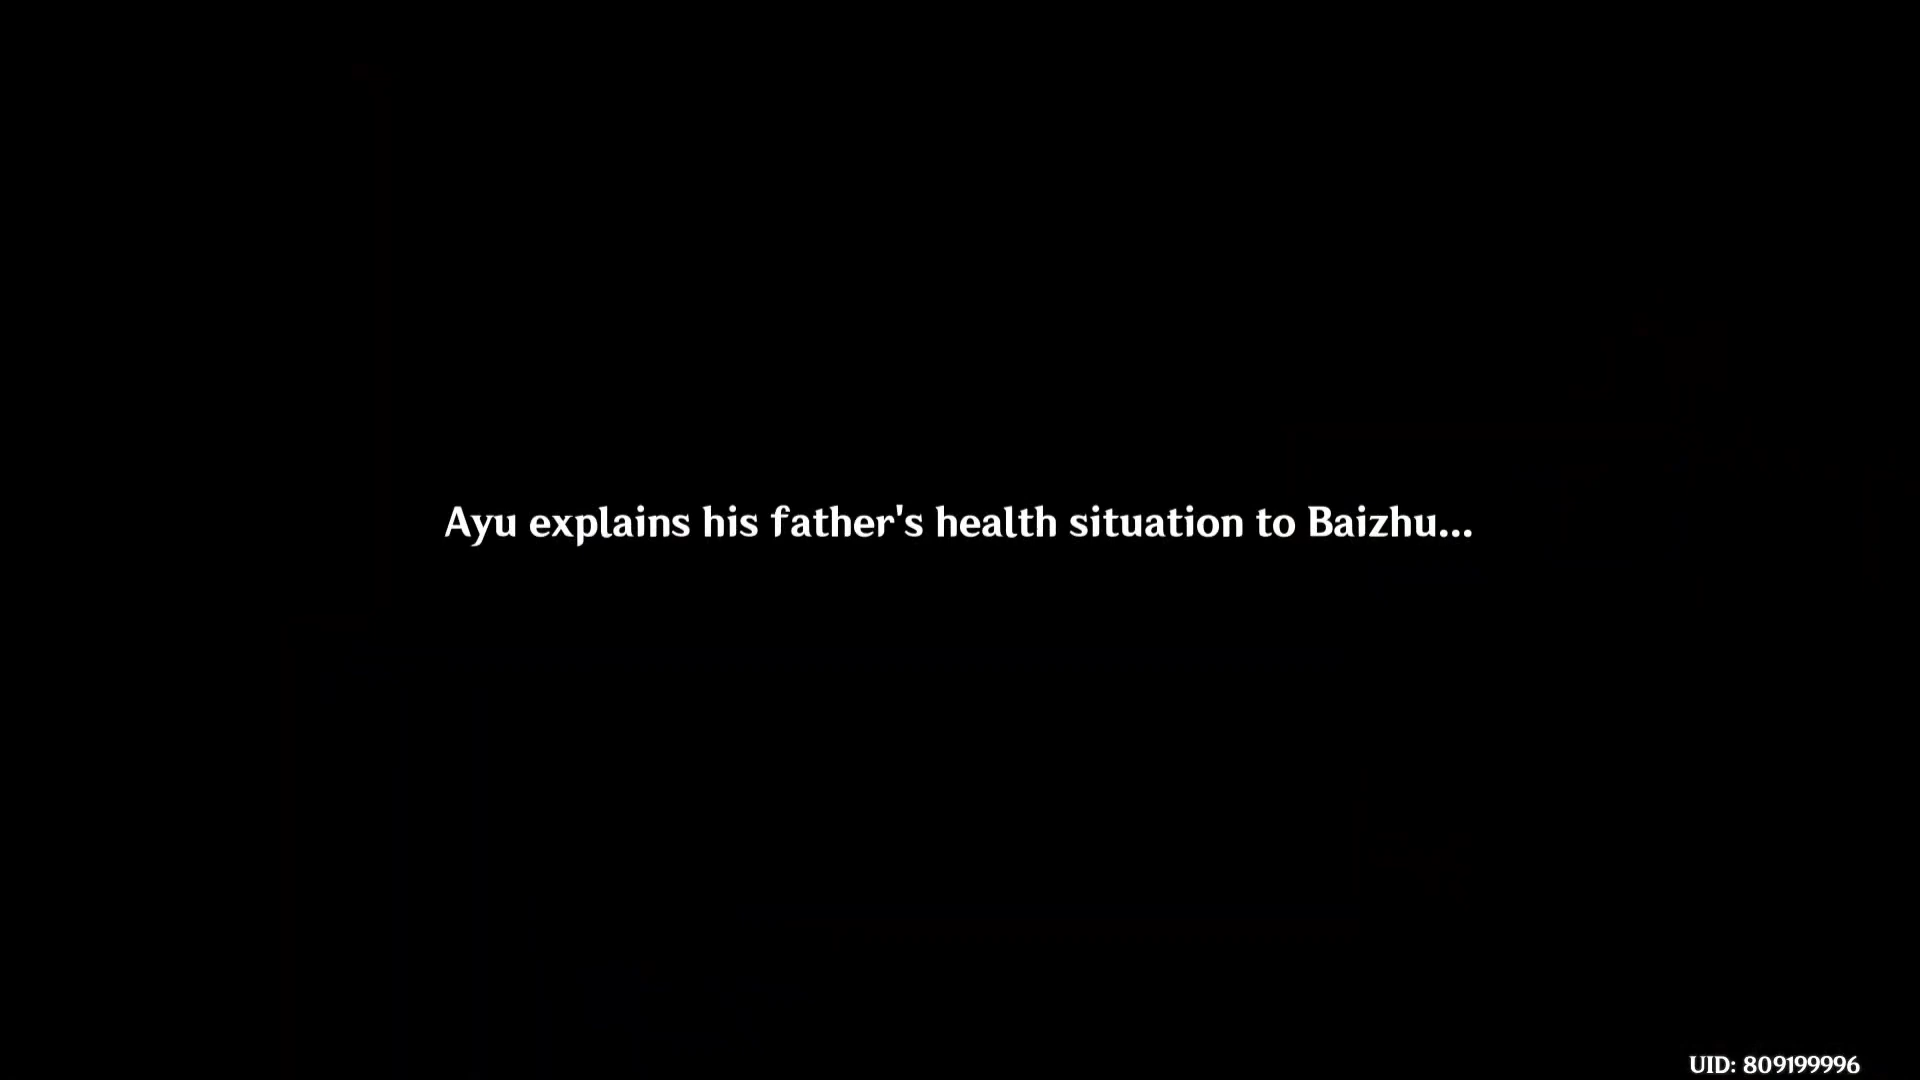 Ayu explains his father's health situation to Baizhu...
UID: 809199996